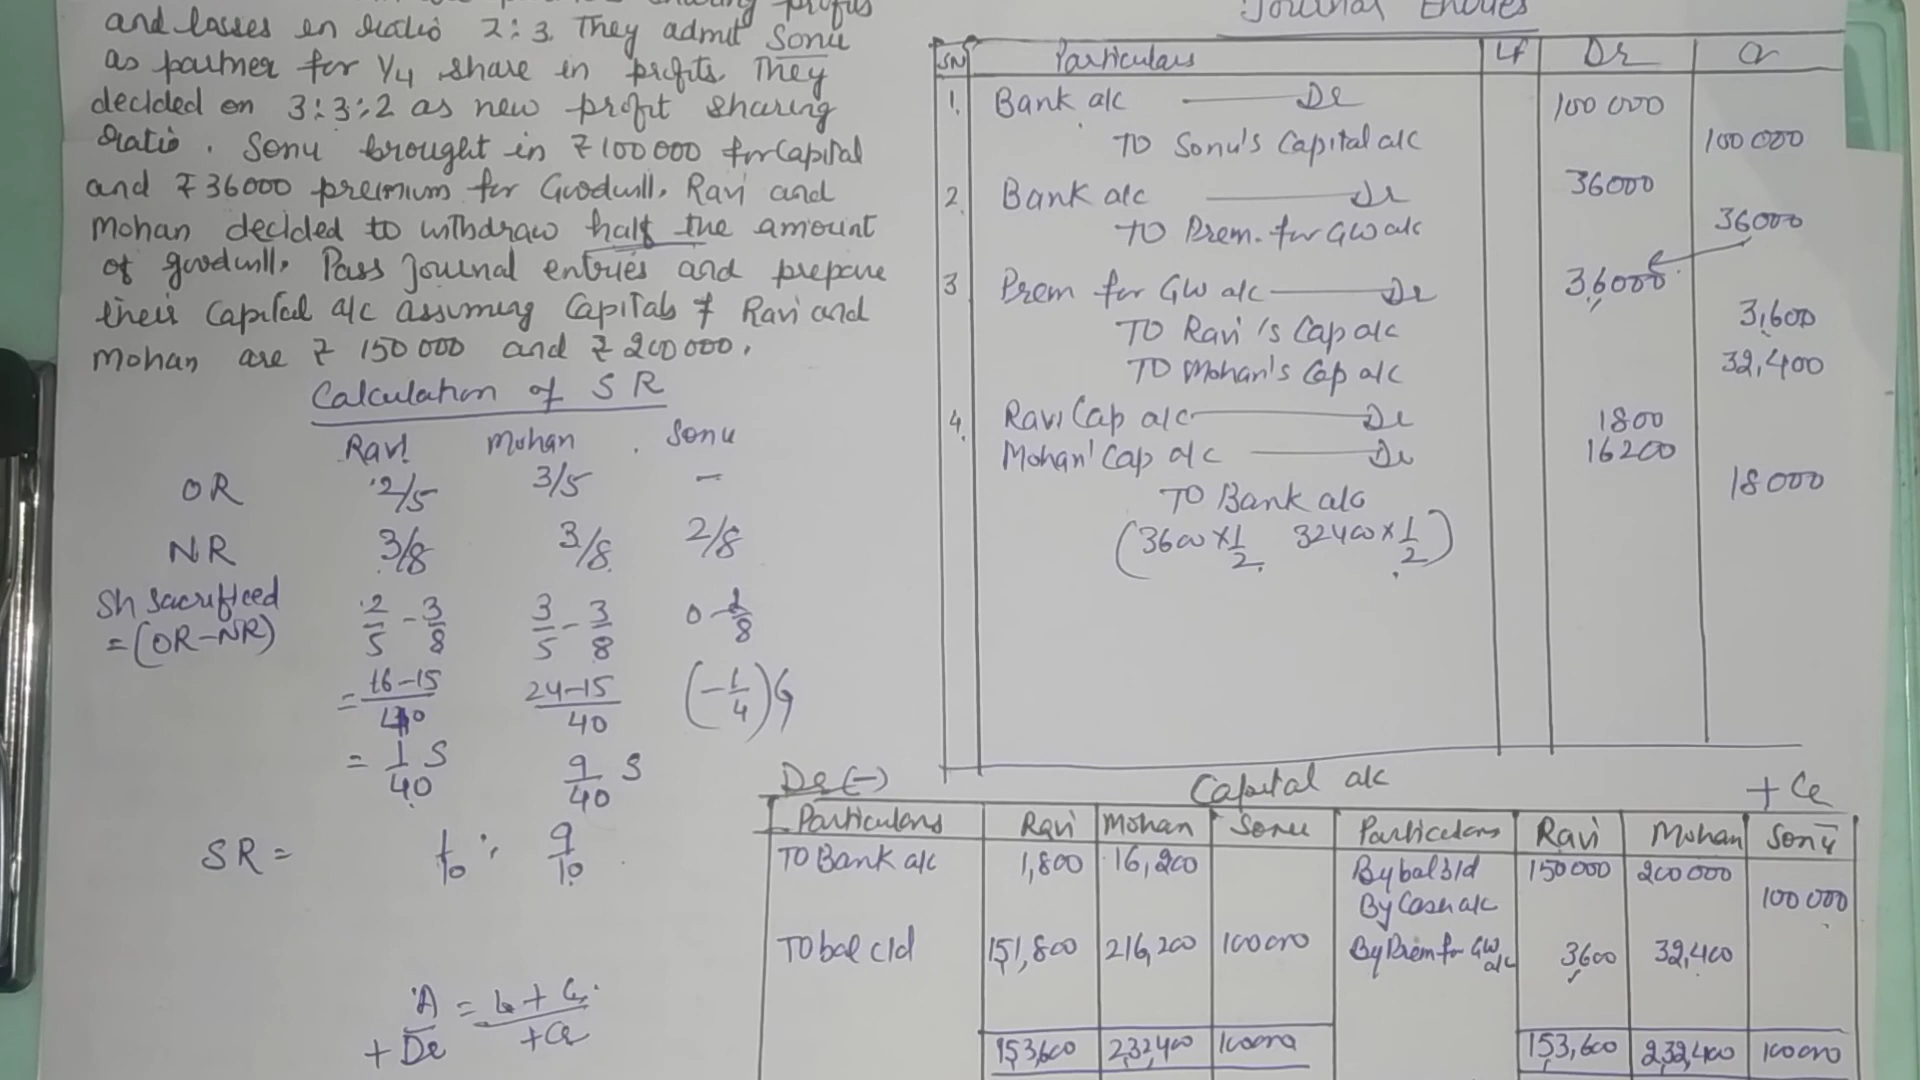 and losses in ratio 2:3. They admit Sonu
as partner for 1/4 share in profits. They
decided on 3:3:2 as new profit sharing
ratio. Sonu brought in ₹100000 for Capital
and ₹36000 premium for Goodwill. Ravi and
Mohan decided to withdraw half the amount
of goodwill. Pass Journal entries and prepare
their Capital a/c assuming Capitals of Ravi and
Mohan are ₹ 150 000 and ₹ 200000.
Calculation of SR
Ravi Mohan Sonu
OR 2/5 3/5 —
NR 3/8 3/8 2/8
Sh sacrificed 2/5 - 3/8 3/5 - 3/8 0 - 2/8
= (OR-NR)
= 16-15/40 24-15/40 (-1/4)G
= 1/40 S 9/40 S
SR = 1/10 : 9/10
A = L + C
+ Dr + Cr
Journal Entries
SN Particulars LF Dr Cr
1. Bank a/c — Dr 100 000
TO Sonu's Capital a/c 100 000
2. Bank a/c — Dr 36000
TO Prem. for GW a/c 36000
3 Prem for GW a/c — Dr 36000
TO Ravi's Cap a/c 3,600
TO Mohan's Cap a/c 32,400
4. Ravi Cap a/c — Dr 1800
Mohan' Cap a/c — Dr 16200
TO Bank a/c 18000
(3600 x 1/2 32400 x 1/2)
Dr (-) Capital a/c + Cr
Particulars Ravi Mohan Sonu Particulars Ravi Mohan Sonu
TO Bank a/c 1,800 16,200 By bal b/d 150000 200000
By Cash a/c 100 000
TO bal c/d 151,800 216,200 100000 By Prem for GW a/c 3600 32,400
153,600 232,400 100000 153,600 232,400 100000